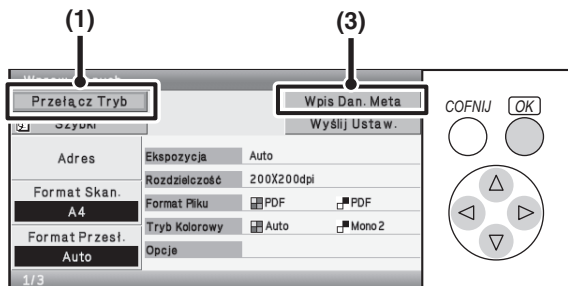 (1)
(3)
Przełącz Tryb
Wpis Dan. Meta
Szybki
Wyślij Ustaw.
COFNIJ
OK
Adres
Ekspozycja Auto
Rozdzielczość 200X200dpi
Format Skan.
A4
Format Pliku PDF PDF
Tryb Kolorowy Auto Mono2
Format Przesł.
Auto
Opcje
1/3